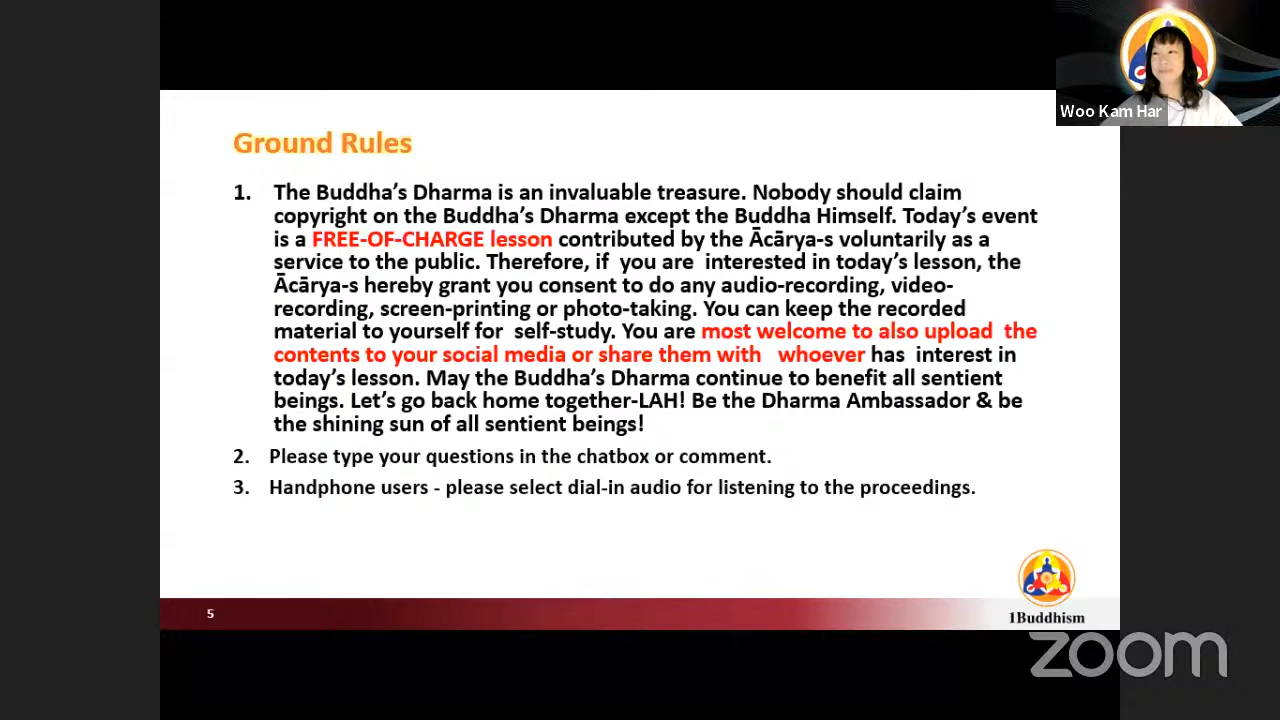 Woo Kam Har
Ground Rules
1. The Buddha's Dharma is an invaluable treasure. Nobody should claim
copyright on the Buddha's Dharma except the Buddha Himself. Today's event
is a FREE-OF-CHARGE lesson contributed by the Ācārya-s voluntarily as a
service to the public. Therefore, if you are interested in today's lesson, the
Ācārya-s hereby grant you consent to do any audio-recording, video-
recording, screen-printing or photo-taking. You can keep the recorded
material to yourself for self-study. You are most welcome to also upload the
contents to your social media or share them with whoever has interest in
today's lesson. May the Buddha's Dharma continue to benefit all sentient
beings. Let's go back home together-LAH! Be the Dharma Ambassador & be
the shining sun of all sentient beings!
2. Please type your questions in the chatbox or comment.
3. Handphone users - please select dial-in audio for listening to the proceedings.
5
1Buddhism
zoom